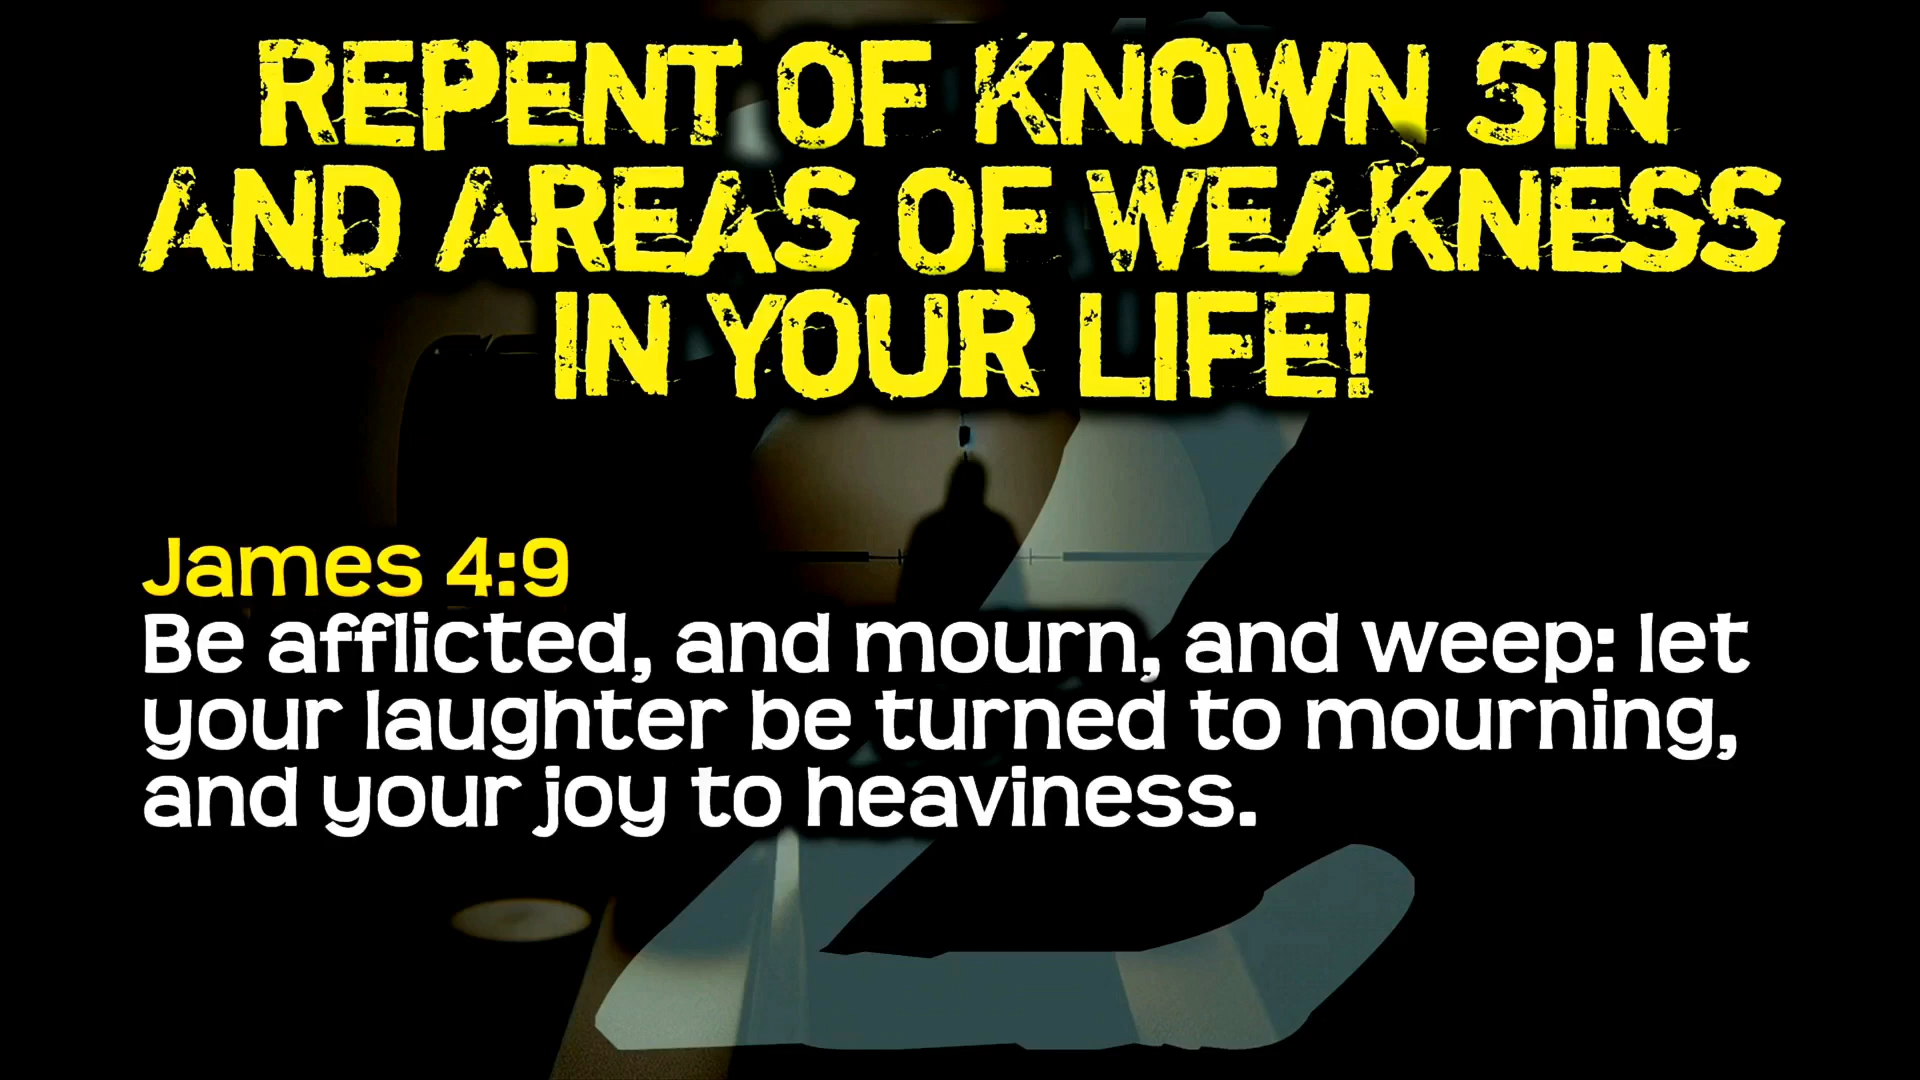 REPENT OF KNOWN SIN
AND AREAS OF WEAKNESS
IN YOUR LIFE!
James 4:9
Be afflicted, and mourn, and weep: let
your laughter be turned to mourning,
and your joy to heaviness.